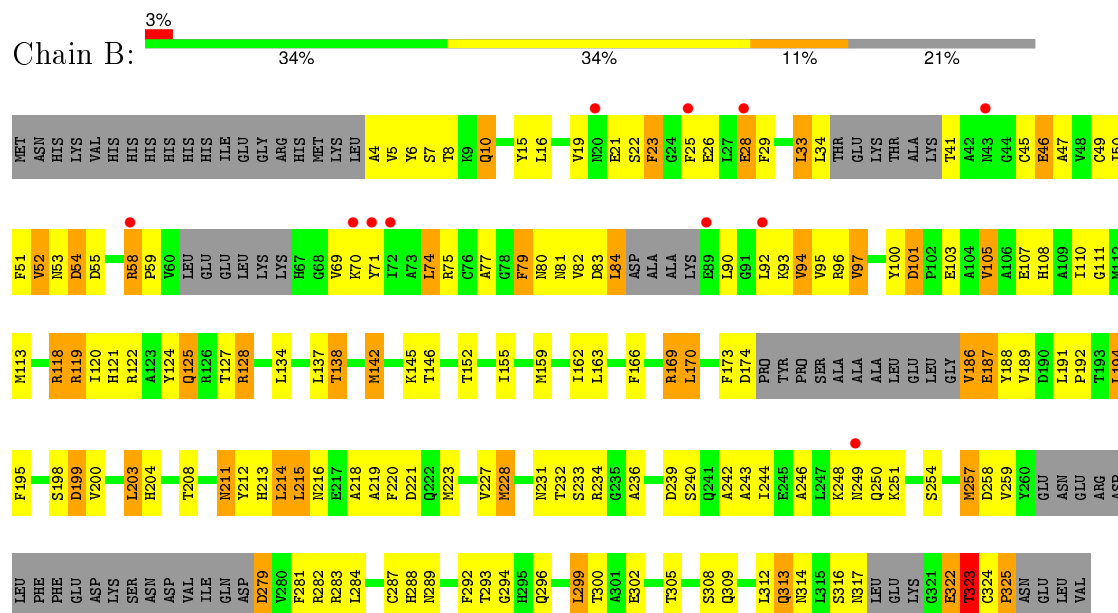 3%
Chain B:
34% 34% 11% 21%
MET ASN HIS LYS VAL HIS HIS HIS HIS HIS HIS ILE GLU GLY ARG HIS MET LYS LEU A4 V5 Y6 S7 T8 K9 Q10 Y15 L16 V19 N20 E21 S22 F23 G24 F25 E26 L27 E28 F29 L33 L34 THR GLU LYS THR ALA LYS T41 A42 N43 G44 C45 E46 A47 V48 C49 I50
F51 V52 N53 D54 D55 R58 P59 V60 LEU GLU GLU LEU LYS LYS H67 G68 V69 K70 Y71 I72 A73 L74 R75 C76 A77 G78 F79 N80 N81 V82 D83 L84 ASP ALA ALA LYS E89 L90 G91 L92 K93 V94 V95 R96 V97 Y100 D101 P102 E103 A104 V105 A106 E107 H108 A109 I110 G111 M112
M113 R118 R119 I120 H121 R122 A123 Y124 Q125 R126 T127 R128 L134 L137 T138 M142 K145 T146 T152 I155 M159 I162 L163 F166 R169 L170 F173 D174 PRO TYR PRO SER ALA ALA ALA LEU GLU LEU GLY V186 E187 Y188 V189 D190 L191 P192 T193 L194
F195 S198 D199 V200 L203 H204 T208 N211 Y212 H213 L214 L215 N216 E217 A218 A219 F220 D221 Q222 M223 V227 M228 N231 T232 S233 R234 G235 A236 D239 S240 Q241 A242 A243 I244 E245 A246 L247 K248 N249 Q250 K251 S254 M257 D258 V259 Y260 GLU ASN GLU ARG ASP
LEU PHE PHE GLU ASP LYS SER ASN ASP VAL ILE GLN ASP D279 V280 F281 R282 R283 L284 C287 H288 N289 F292 T293 G294 H295 Q296 L299 T300 A301 E302 T305 S308 Q309 L312 Q313 N314 L315 S316 N317 LEU GLU LYS G321 E322 T323 C324 P325 ASN GLU LEU VAL